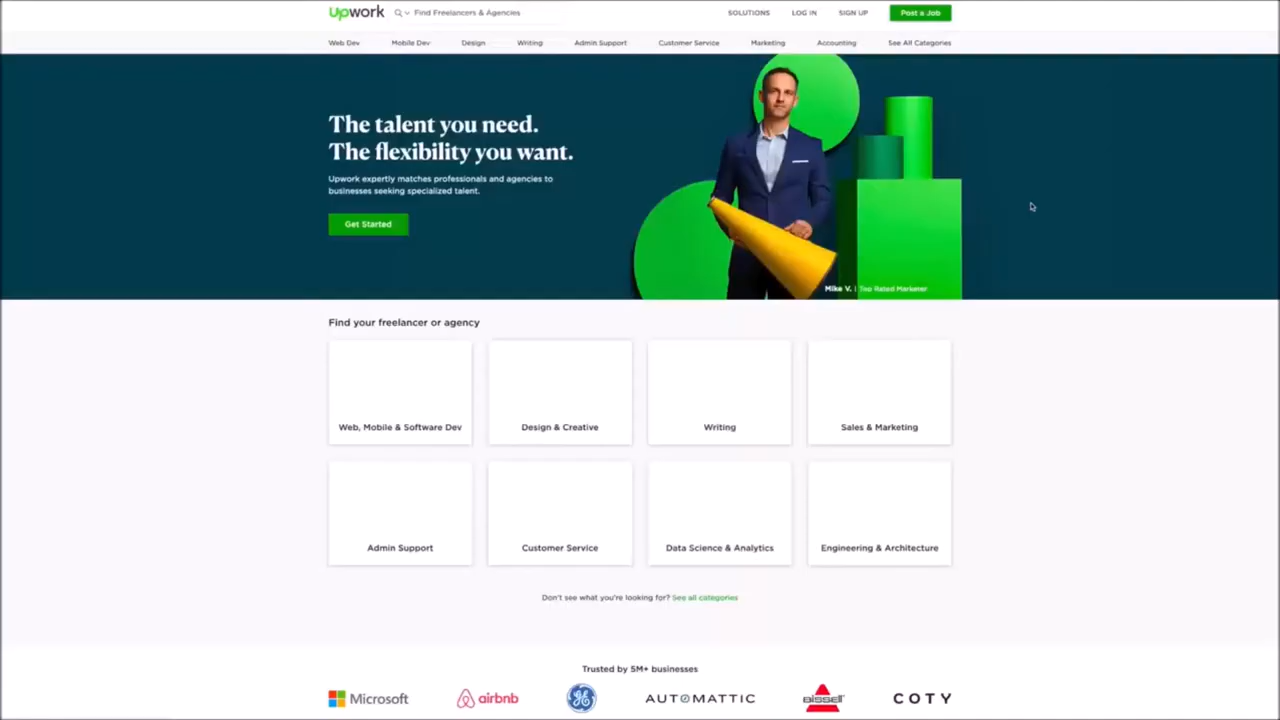 Upwork Find Freelancers & Agencies SOLUTIONS LOG IN SIGN UP Post a Job
Web Dev Mobile Dev Design Writing Admin Support Customer Service Marketing Accounting See All Categories
The talent you need.
The flexibility you want.
Upwork expertly matches professionals and agencies to
businesses seeking specialized talent.
Get Started
Mike V. | Top Rated Marketer
Find your freelancer or agency
Web, Mobile & Software Dev Design & Creative Writing Sales & Marketing
Admin Support Customer Service Data Science & Analytics Engineering & Architecture
Don't see what you're looking for? See all categories
Trusted by 5M+ businesses
Microsoft airbnb GE AUTOMATTIC BISSELL COTY